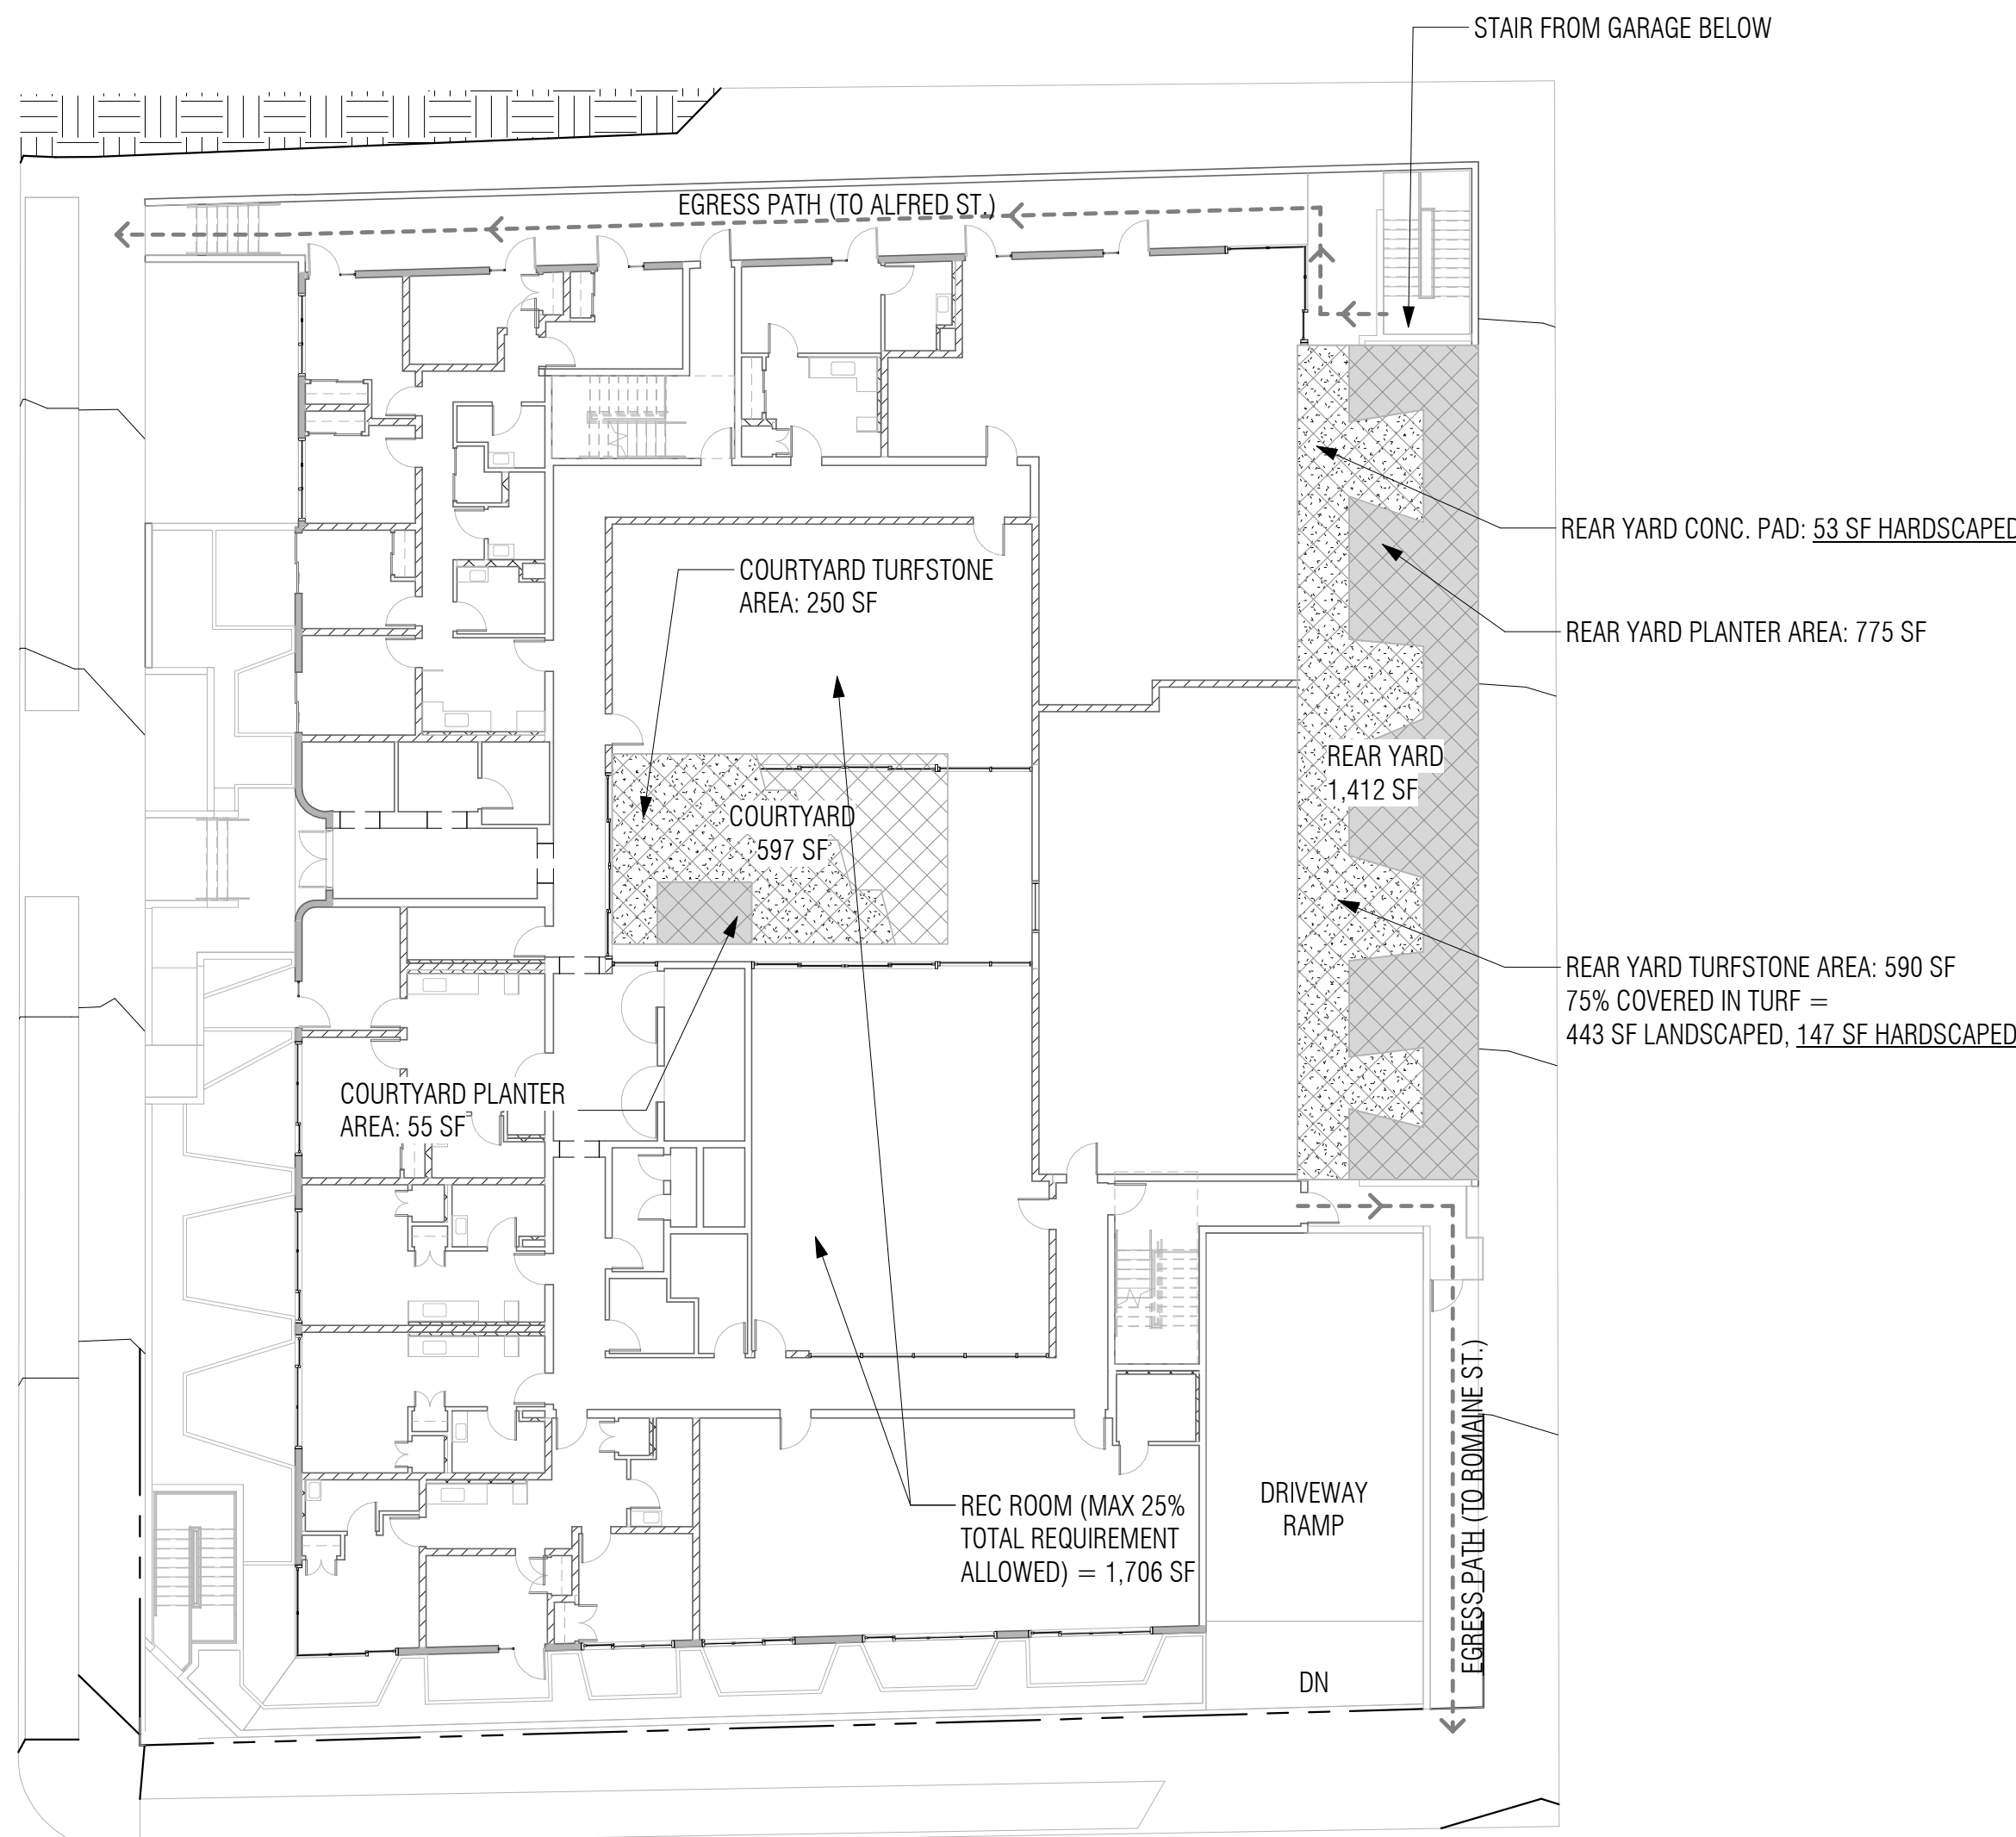 STAIR FROM GARAGE BELOW
EGRESS PATH (TO ALFRED ST.)
REAR YARD CONC. PAD: 53 SF HARDSCAPED
COURTYARD TURFSTONE
AREA: 250 SF
REAR YARD PLANTER AREA: 775 SF
REAR YARD
1,412 SF
COURTYARD
597 SF
REAR YARD TURFSTONE AREA: 590 SF
75% COVERED IN TURF =
443 SF LANDSCAPED, 147 SF HARDSCAPED
COURTYARD PLANTER
AREA: 55 SF
EGRESS PATH (TO ROMAINE ST.)
REC ROOM (MAX 25%
TOTAL REQUIREMENT
ALLOWED) = 1,706 SF
DRIVEWAY
RAMP
DN